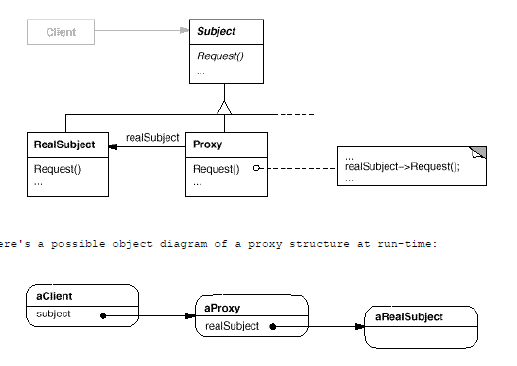 Client
Subject
Request()
...
RealSubject
Request()
...
realSubject
Proxy
Request()
...
...
realSubject->Request();
...
ere's a possible object diagram of a proxy structure at run-time:
aClient
subject
aProxy
realSubject
aRealSubject